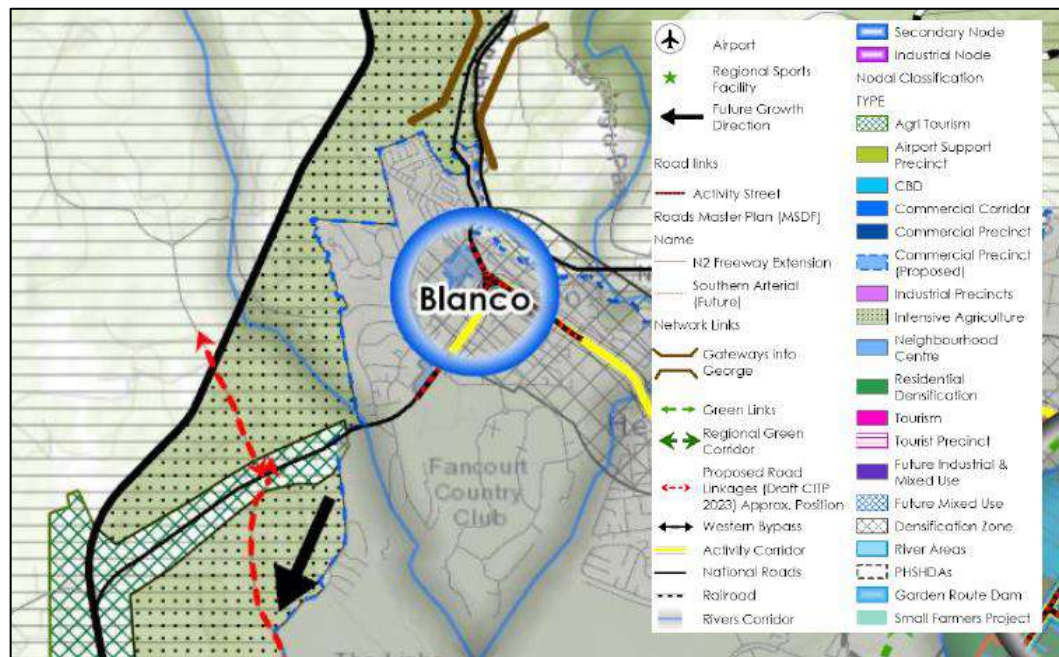 Blanco
Fancourt
Country
Club
Airport
Regional Sports
Facility
Future Growth
Direction
Road links
Activity Street
Roads Master Plan (MSDF)
Name
N2 Freeway Extension
Southern Arterial
(Future)
Network Links
Gateways into
George
Green Links
Regional Green
Corridor
Proposed Road
Linkages (Draft CITP
2023) Approx. Position
Western Bypass
Activity Corridor
National Roads
Railroad
Rivers Corridor
Secondary Node
Industrial Node
Nodal Classification
TYPE
Agri Tourism
Airport Support
Precinct
CBD
Commercial Corridor
Commercial Precinct
Commercial Precinct
(Proposed)
Industrial Precincts
Intensive Agriculture
Neighbourhood
Centre
Residential
Densification
Tourism
Tourist Precinct
Future Industrial &
Mixed Use
Future Mixed Use
Densification Zone
River Areas
PHSHDAs
Garden Route Dam
Small Farmers Project